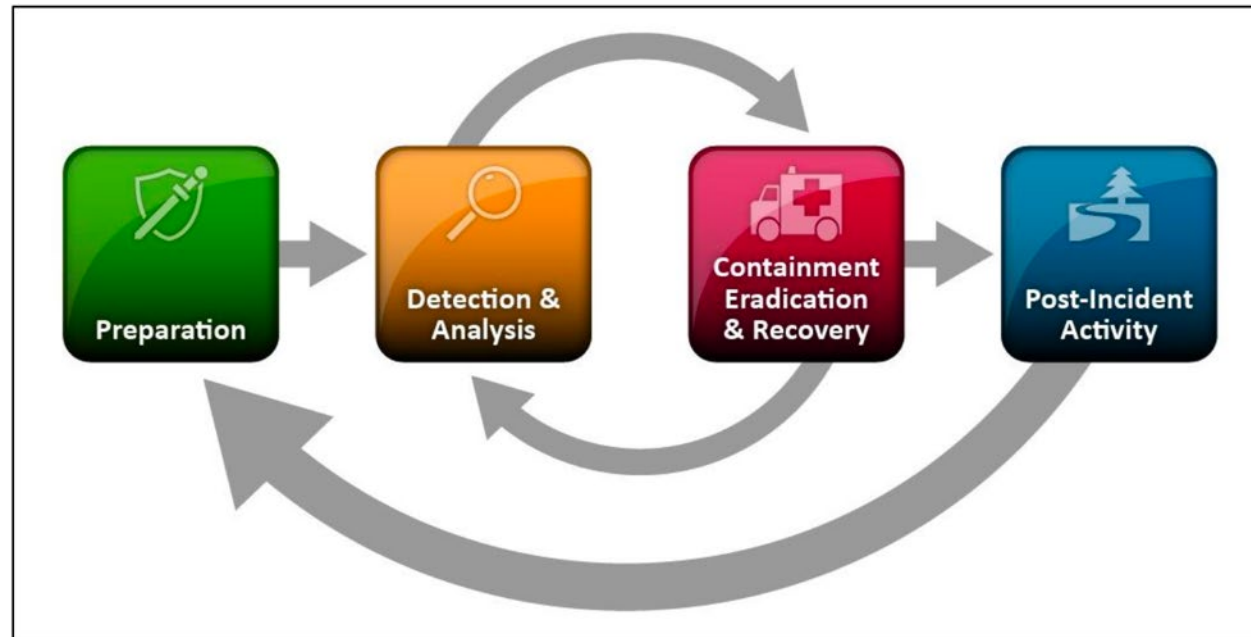 Preparation
Detection &
Analysis
Containment
Eradication
& Recovery
Post-Incident
Activity